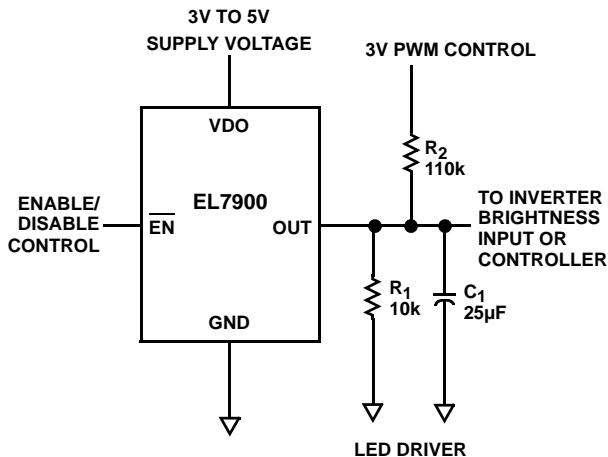 3V TO 5V
SUPPLY VOLTAGE
3V PWM CONTROL
VDO
R2
110k
ENABLE/
DISABLE
CONTROL
EN
EL7900
OUT
TO INVERTER
BRIGHTNESS
INPUT OR
CONTROLLER
R1
10k
C1
25µF
GND
LED DRIVER